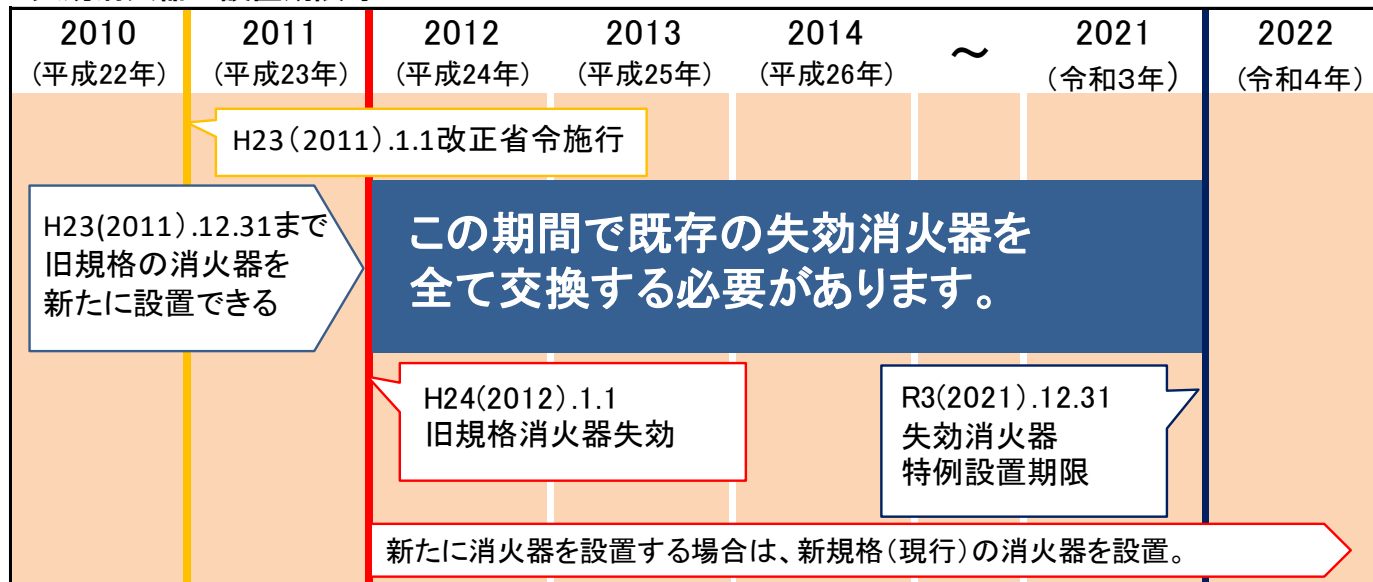 2010
2011
2012
2013
2014
～
2021
2022
（平成22年）
（平成23年）
（平成24年）
（平成25年）
（平成26年）
（令和3年）
（令和4年）
H23（2011）.1.1改正省令施行
H23(2011).12.31まで
旧規格の消火器を
新たに設置できる
この期間で既存の失効消火器を
全て交換する必要があります。
H24(2012).1.1
旧規格消火器失効
R3(2021).12.31
失効消火器
特例設置期限
新たに消火器を設置する場合は、新規格（現行）の消火器を設置。